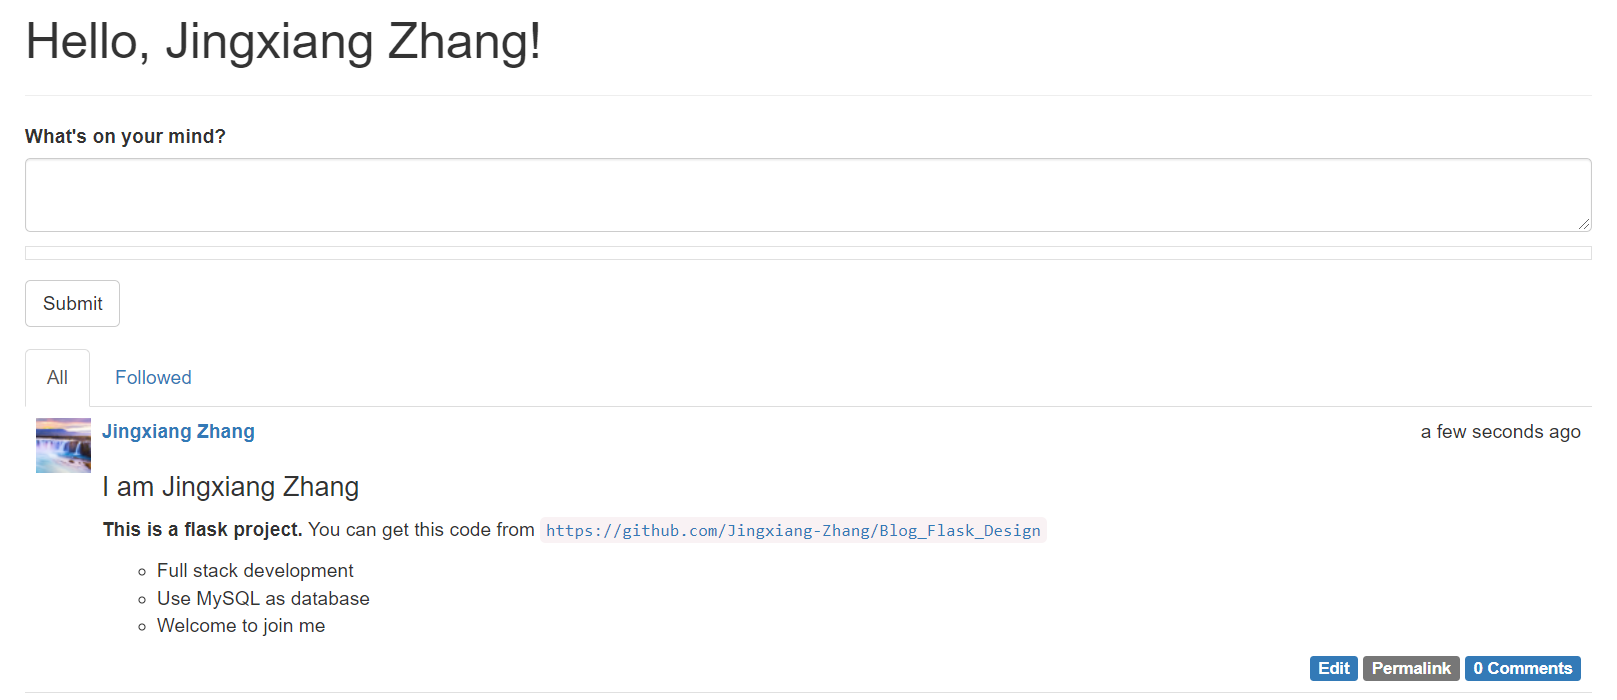 Hello, Jingxiang Zhang!
What's on your mind?
Submit
All Followed
Jingxiang Zhang a few seconds ago
I am Jingxiang Zhang
This is a flask project. You can get this code from https://github.com/Jingxiang-Zhang/Blog_Flask_Design
Full stack development
Use MySQL as database
Welcome to join me
Edit Permalink 0 Comments